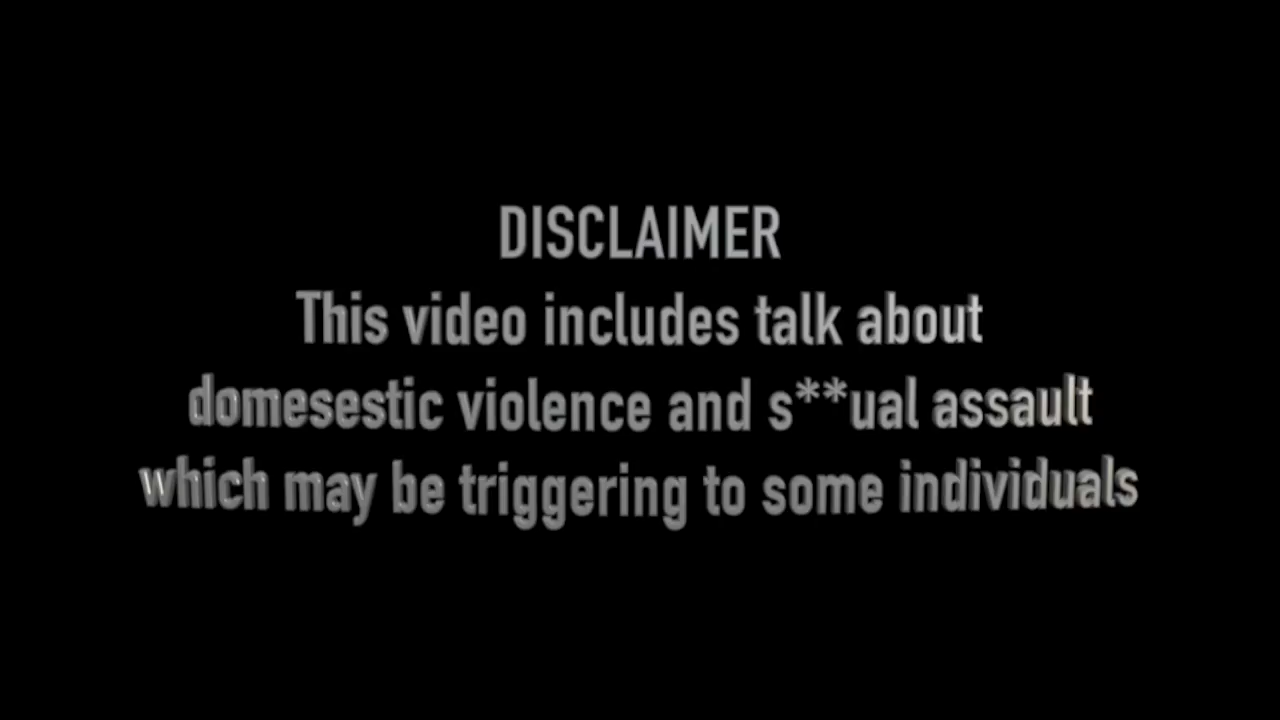 DISCLAIMER
This video includes talk about
domesestic violence and s**ual assault
which may be triggering to some individuals